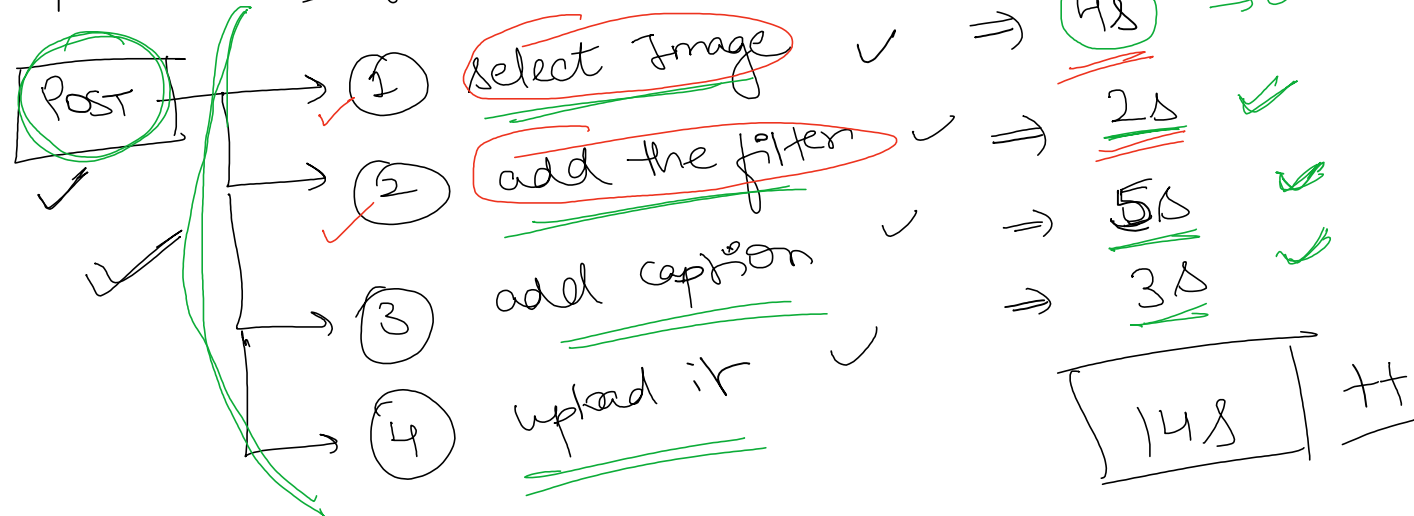 POST
1 select Image ⇒ 4s
2 add the filter ⇒ 2s
3 add caption ⇒ 5s
4 upload it ⇒ 3s
14s ++